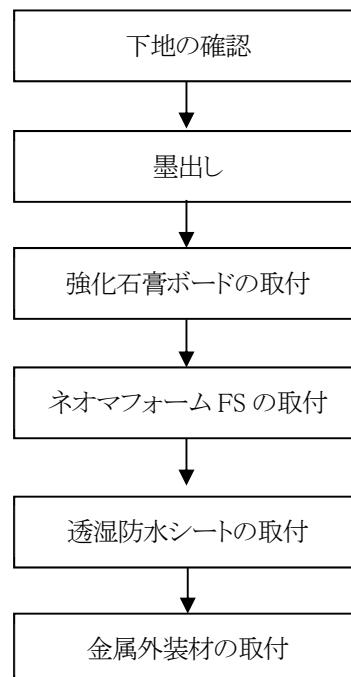 下地の確認
墨出し
強化石膏ボードの取付
ネオマフォーム FS の取付
透湿防水シートの取付
金属外装材の取付